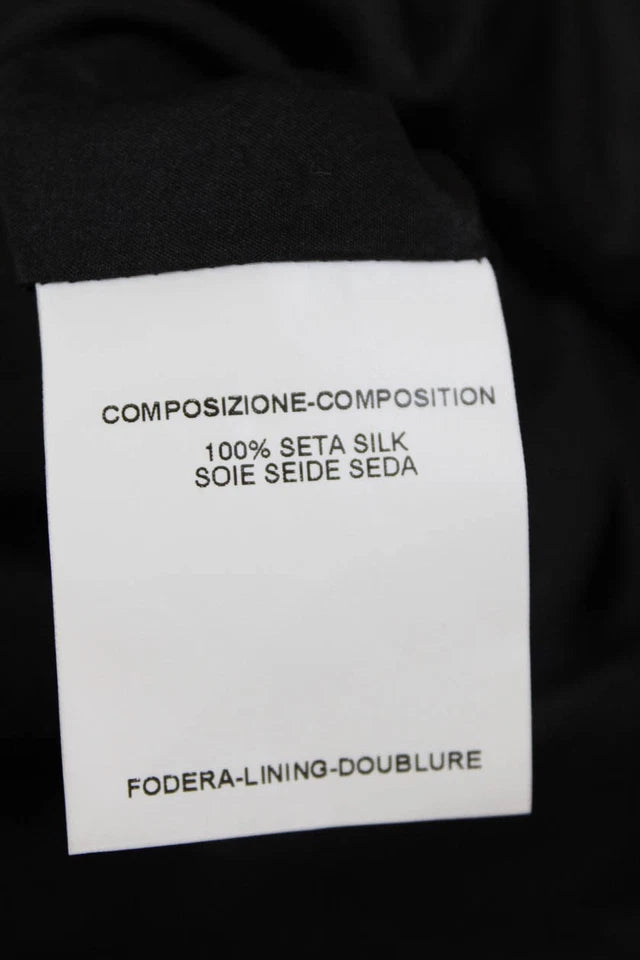 COMPOSIZIONE-COMPOSITION
100% SETA SILK
SOIE SEIDE SEDA
FODERA-LINING-DOUBLURE